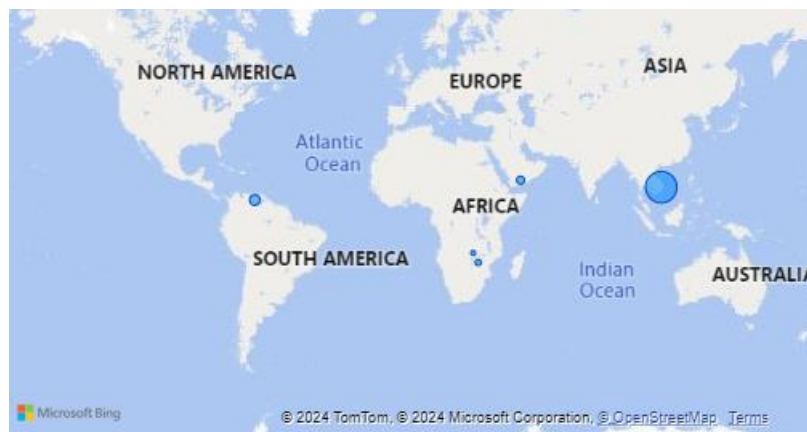 NORTH AMERICA
EUROPE
ASIA
Atlantic
Ocean
AFRICA
SOUTH AMERICA
Indian
Ocean
AUSTRALIA
Microsoft Bing
© 2024 TomTom, © 2024 Microsoft Corporation, © OpenStreetMap Terms